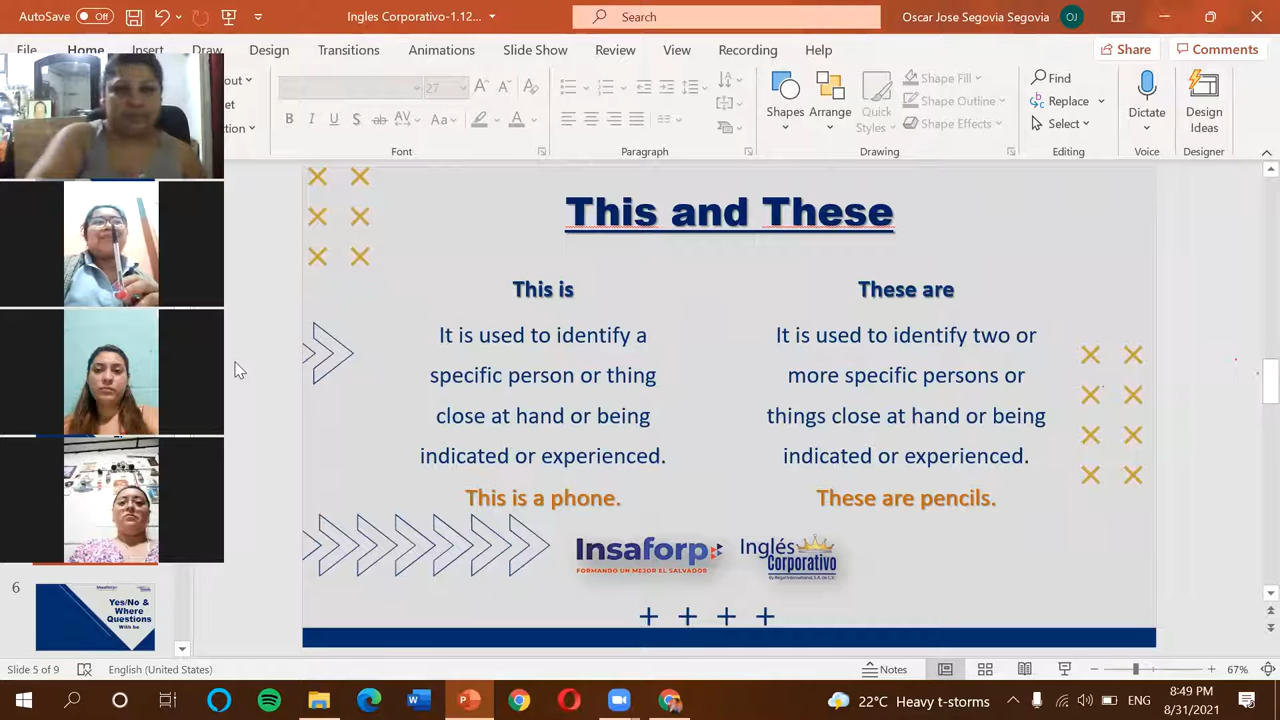 AutoSave Off
Ingles Corporativo-1.12...
Search
Oscar Jose Segovia Segovia OJ
File Home Insert Draw Design Transitions Animations Slide Show Review View Recording Help
Share Comments
Shapes Arrange Quick Styles
Shape Fill
Shape Outline
Shape Effects
Find
Replace
Select
Dictate
Design Ideas
Font Paragraph Drawing Editing Voice Designer
This and These
This is
It is used to identify a
specific person or thing
close at hand or being
indicated or experienced.
This is a phone.
These are
It is used to identify two or
more specific persons or
things close at hand or being
indicated or experienced.
These are pencils.
Insaforp
FORMANDO UN MEJOR EL SALVADOR
Inglés
Corporativo
6
Yes/No &
Where
Questions
Will be
Slide 5 of 9 English (United States) Notes 67%
22°C Heavy t-storms ENG 8:49 PM
8/31/2021